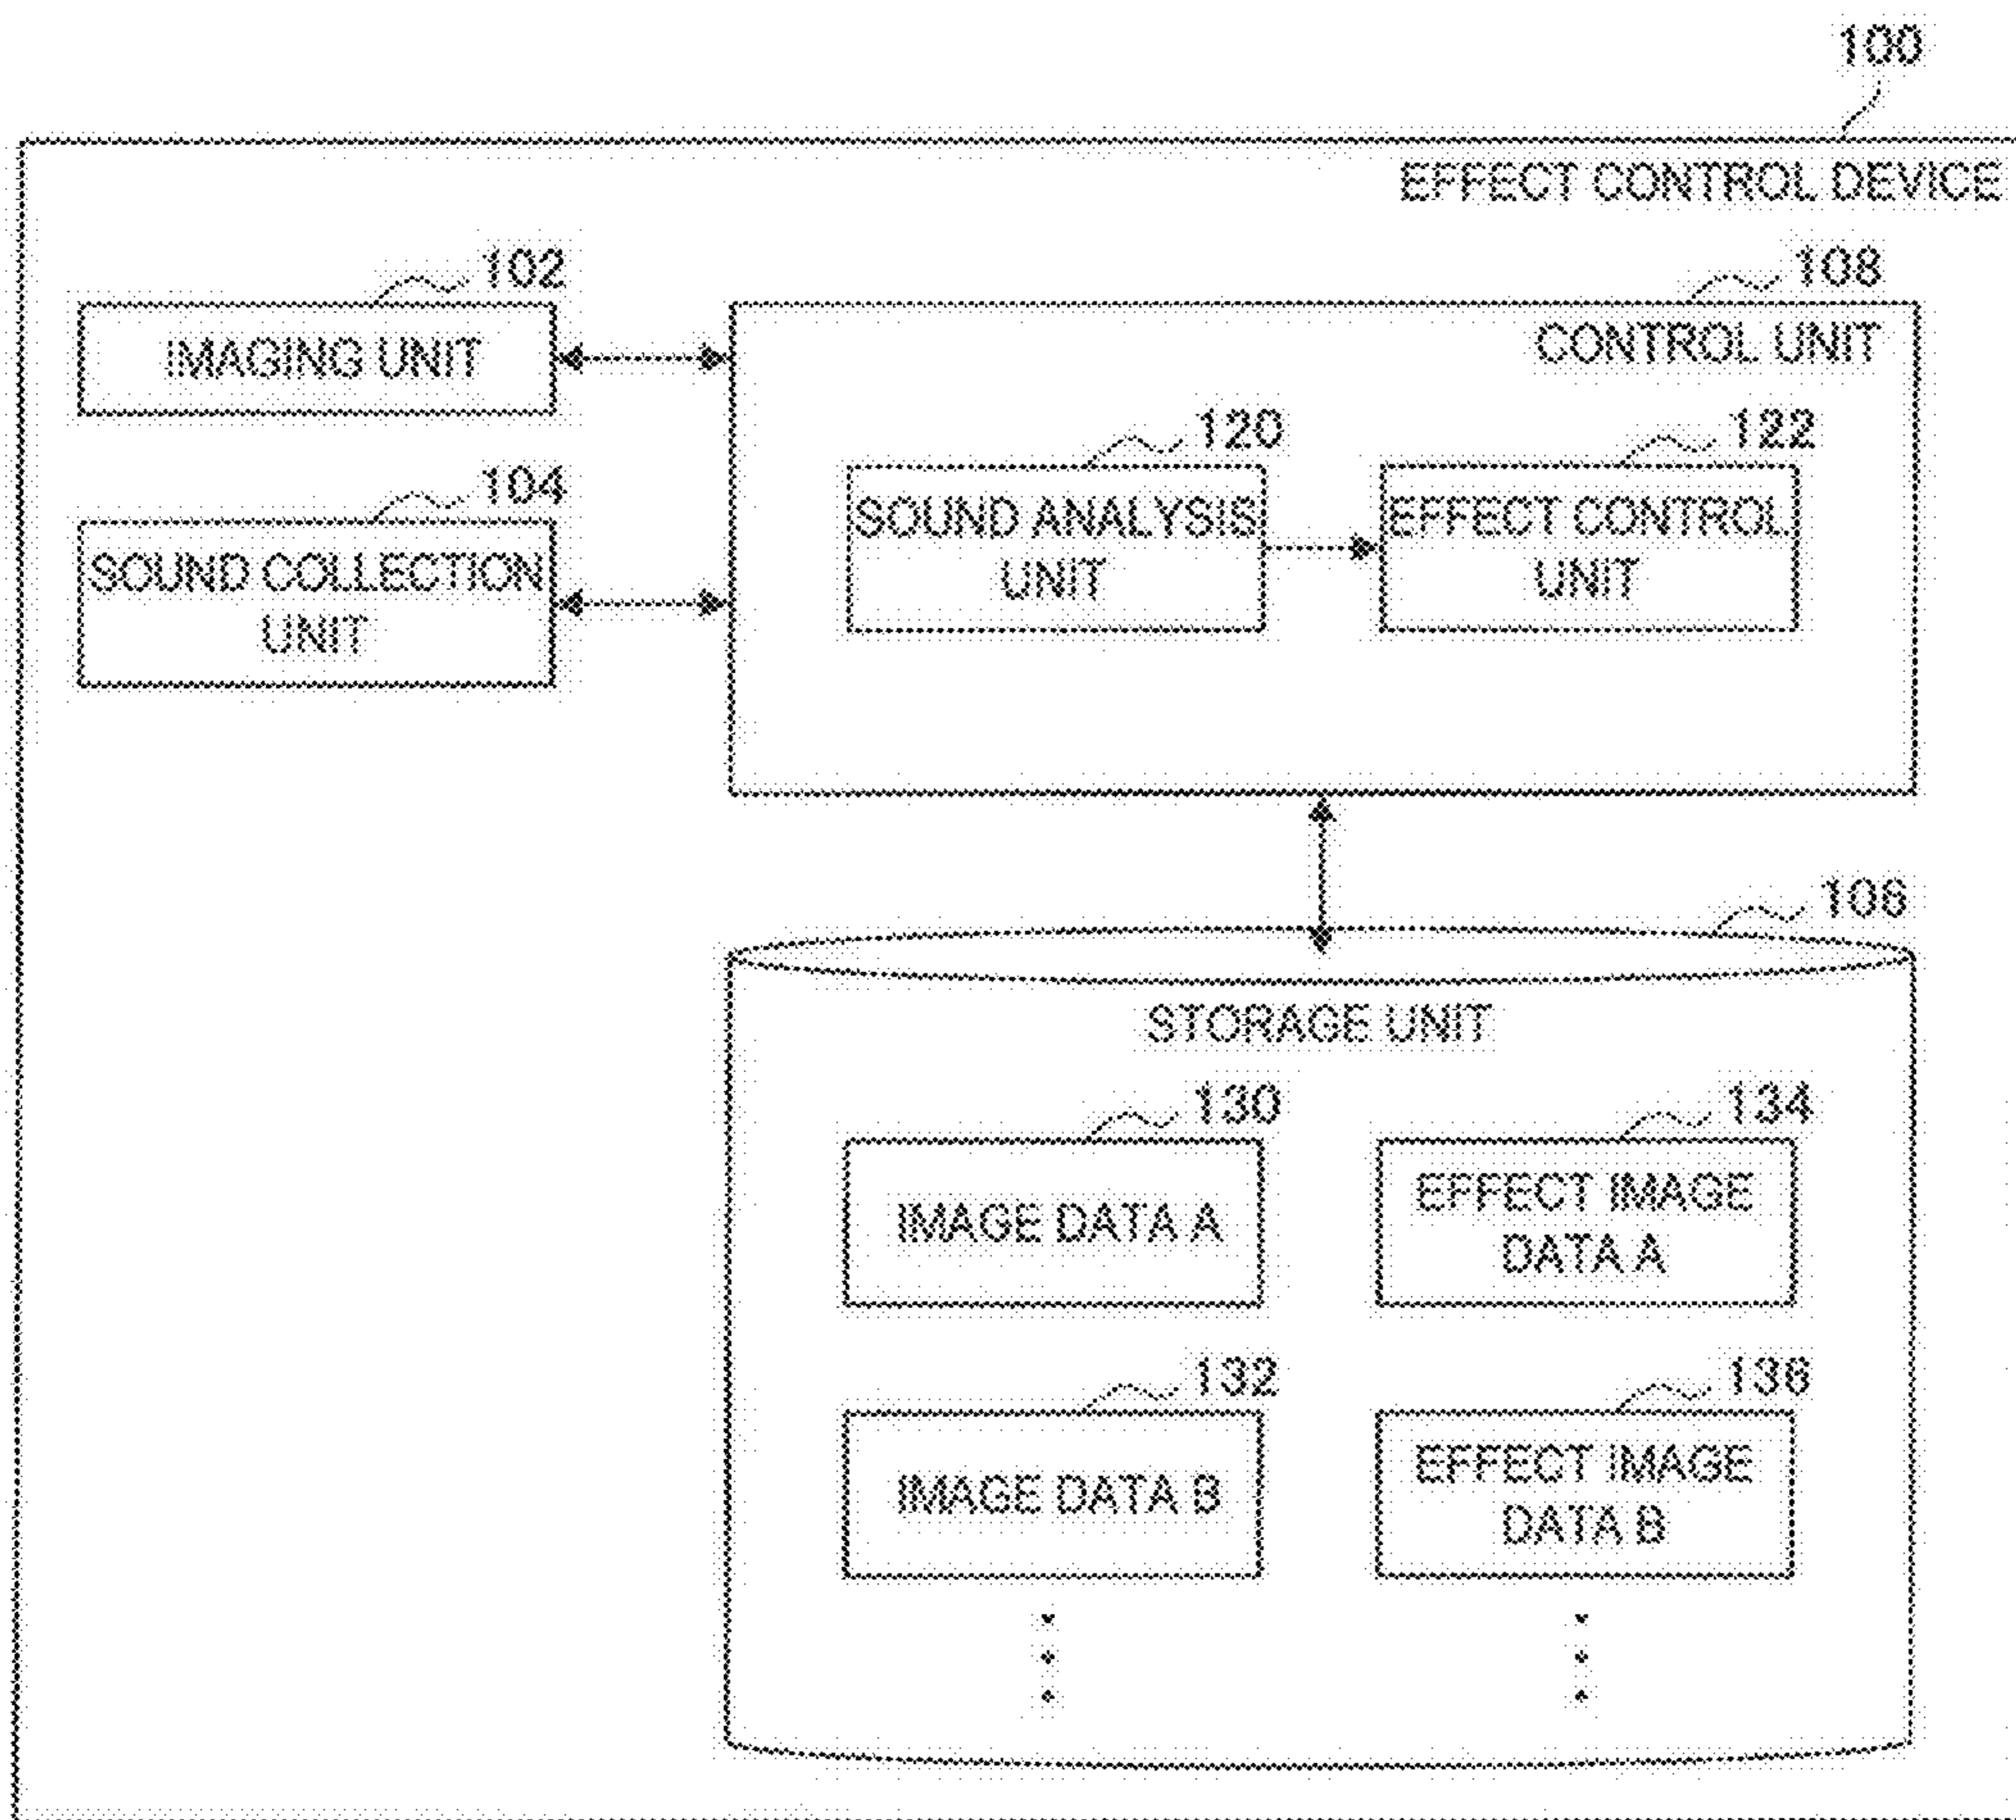 100
EFFECT CONTROL DEVICE
102
IMAGING UNIT
108
CONTROL UNIT
104
SOUND COLLECTION
UNIT
120
SOUND ANALYSIS
UNIT
122
EFFECT CONTROL
UNIT
106
STORAGE UNIT
130
IMAGE DATA A
134
EFFECT IMAGE
DATA A
132
IMAGE DATA B
136
EFFECT IMAGE
DATA B